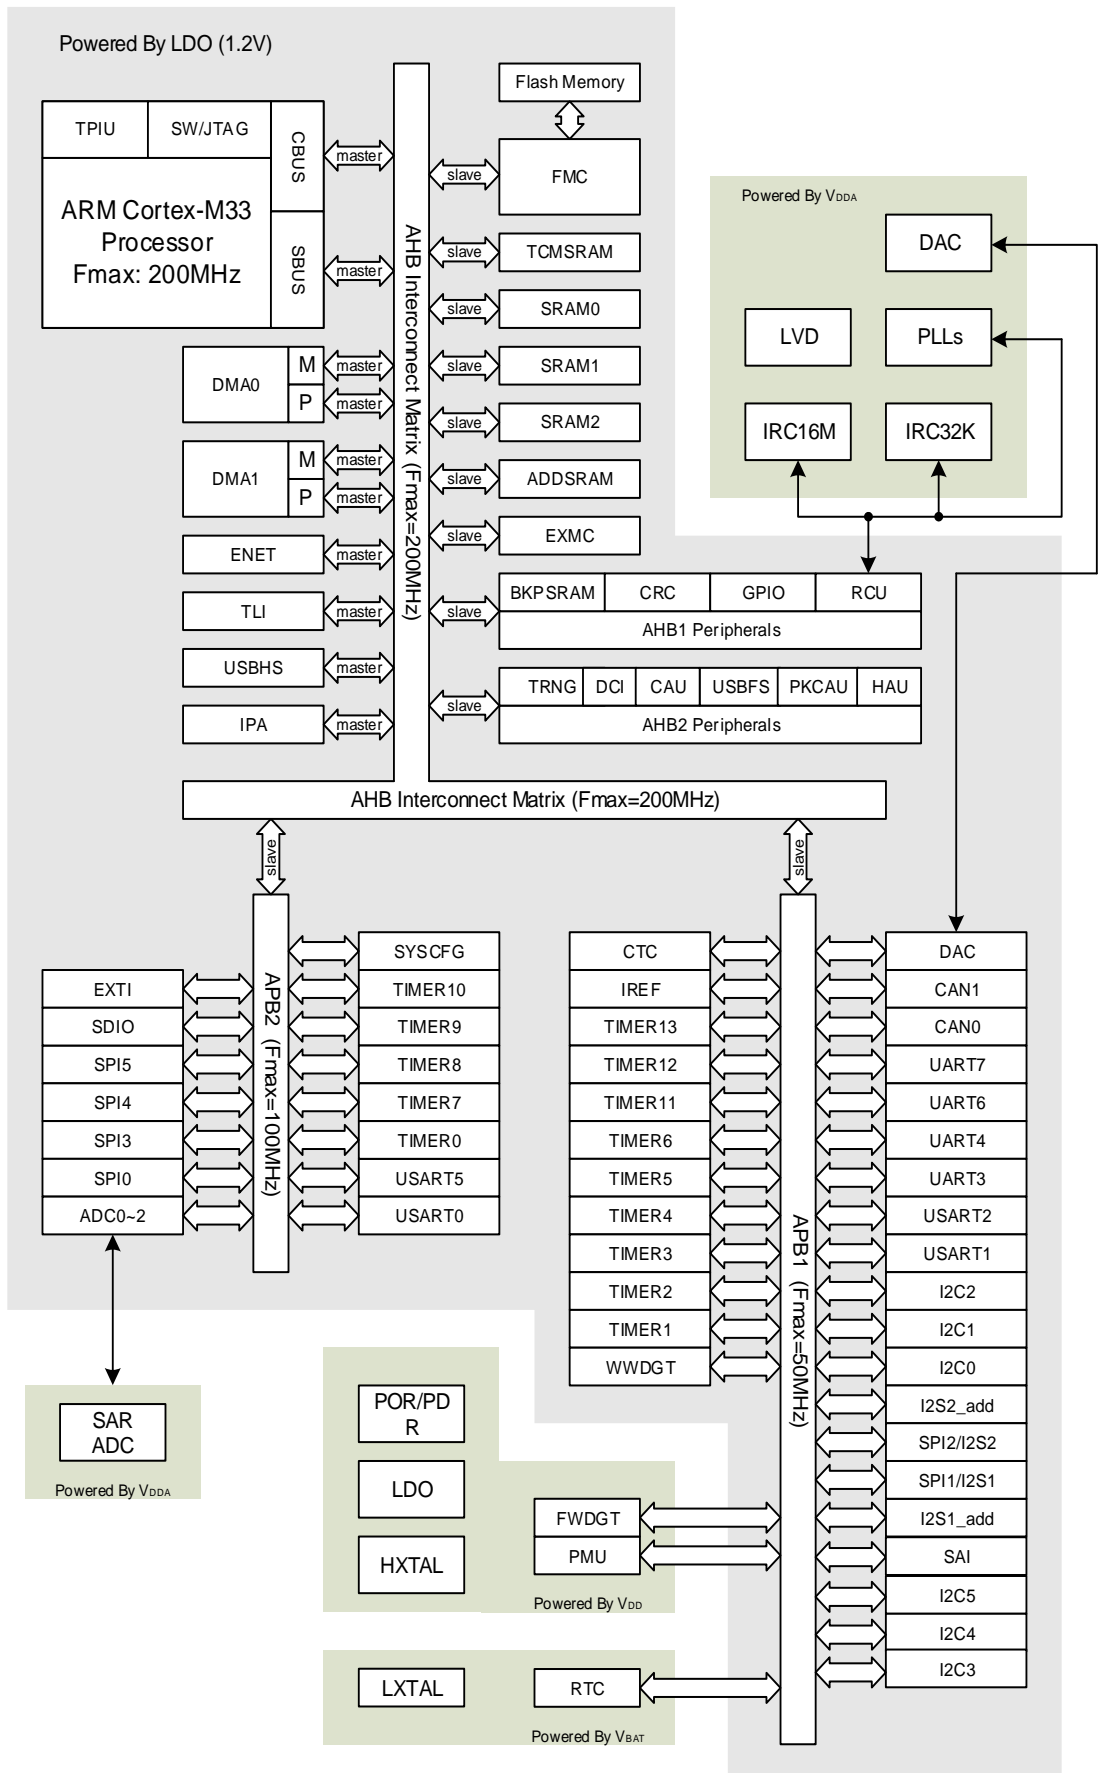 Powered By LDO (1.2V)
TPIU
SW/JTAG
CBUS
ARM Cortex-M33
Processor
Fmax: 200MHz
SBUS
master
master
DMA0
M
P
master
master
DMA1
M
P
master
master
ENET
master
TLI
master
USBHS
master
IPA
master
AHB Interconnect Matrix (Fmax=200MHz)
Flash Memory
slave
FMC
slave
TCMSRAM
slave
SRAM0
slave
SRAM1
slave
SRAM2
slave
ADDSRAM
slave
EXMC
slave
BKPSRAM
CRC
GPIO
RCU
AHB1 Peripherals
slave
TRNG
DCI
CAU
USBFS
PKCAU
HAU
AHB2 Peripherals
Powered By VDDA
DAC
LVD
PLLs
IRC16M
IRC32K
AHB Interconnect Matrix (Fmax=200MHz)
slave
slave
APB2 (Fmax=100MHz)
EXTI
SDIO
SPI5
SPI4
SPI3
SPI0
ADC0~2
SYSCFG
TIMER10
TIMER9
TIMER8
TIMER7
TIMER0
USART5
USART0
SAR
ADC
Powered By VDDA
APB1 (Fmax=50MHz)
CTC
IREF
TIMER13
TIMER12
TIMER11
TIMER6
TIMER5
TIMER4
TIMER3
TIMER2
TIMER1
WWDGT
DAC
CAN1
CAN0
UART7
UART6
UART4
UART3
USART2
USART1
I2C2
I2C1
I2C0
I2S2_add
SPI2/I2S2
SPI1/I2S1
I2S1_add
SAI
I2C5
I2C4
I2C3
POR/PD
R
LDO
HXTAL
FWDGT
PMU
Powered By VDD
LXTAL
RTC
Powered By VBAT